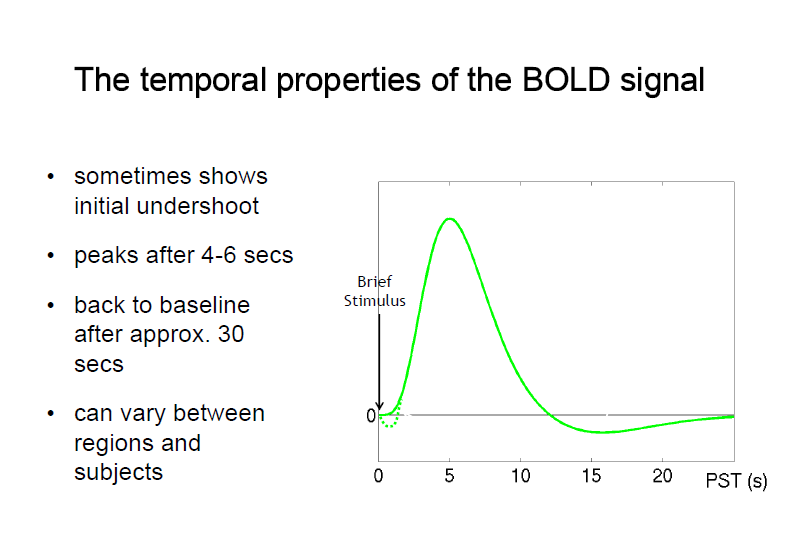 The temporal properties of the BOLD signal
• sometimes shows
initial undershoot
• peaks after 4-6 secs
• back to baseline
after approx. 30
secs
• can vary between
regions and
subjects
Brief
Stimulus
0
0 5 10 15 20 PST (s)